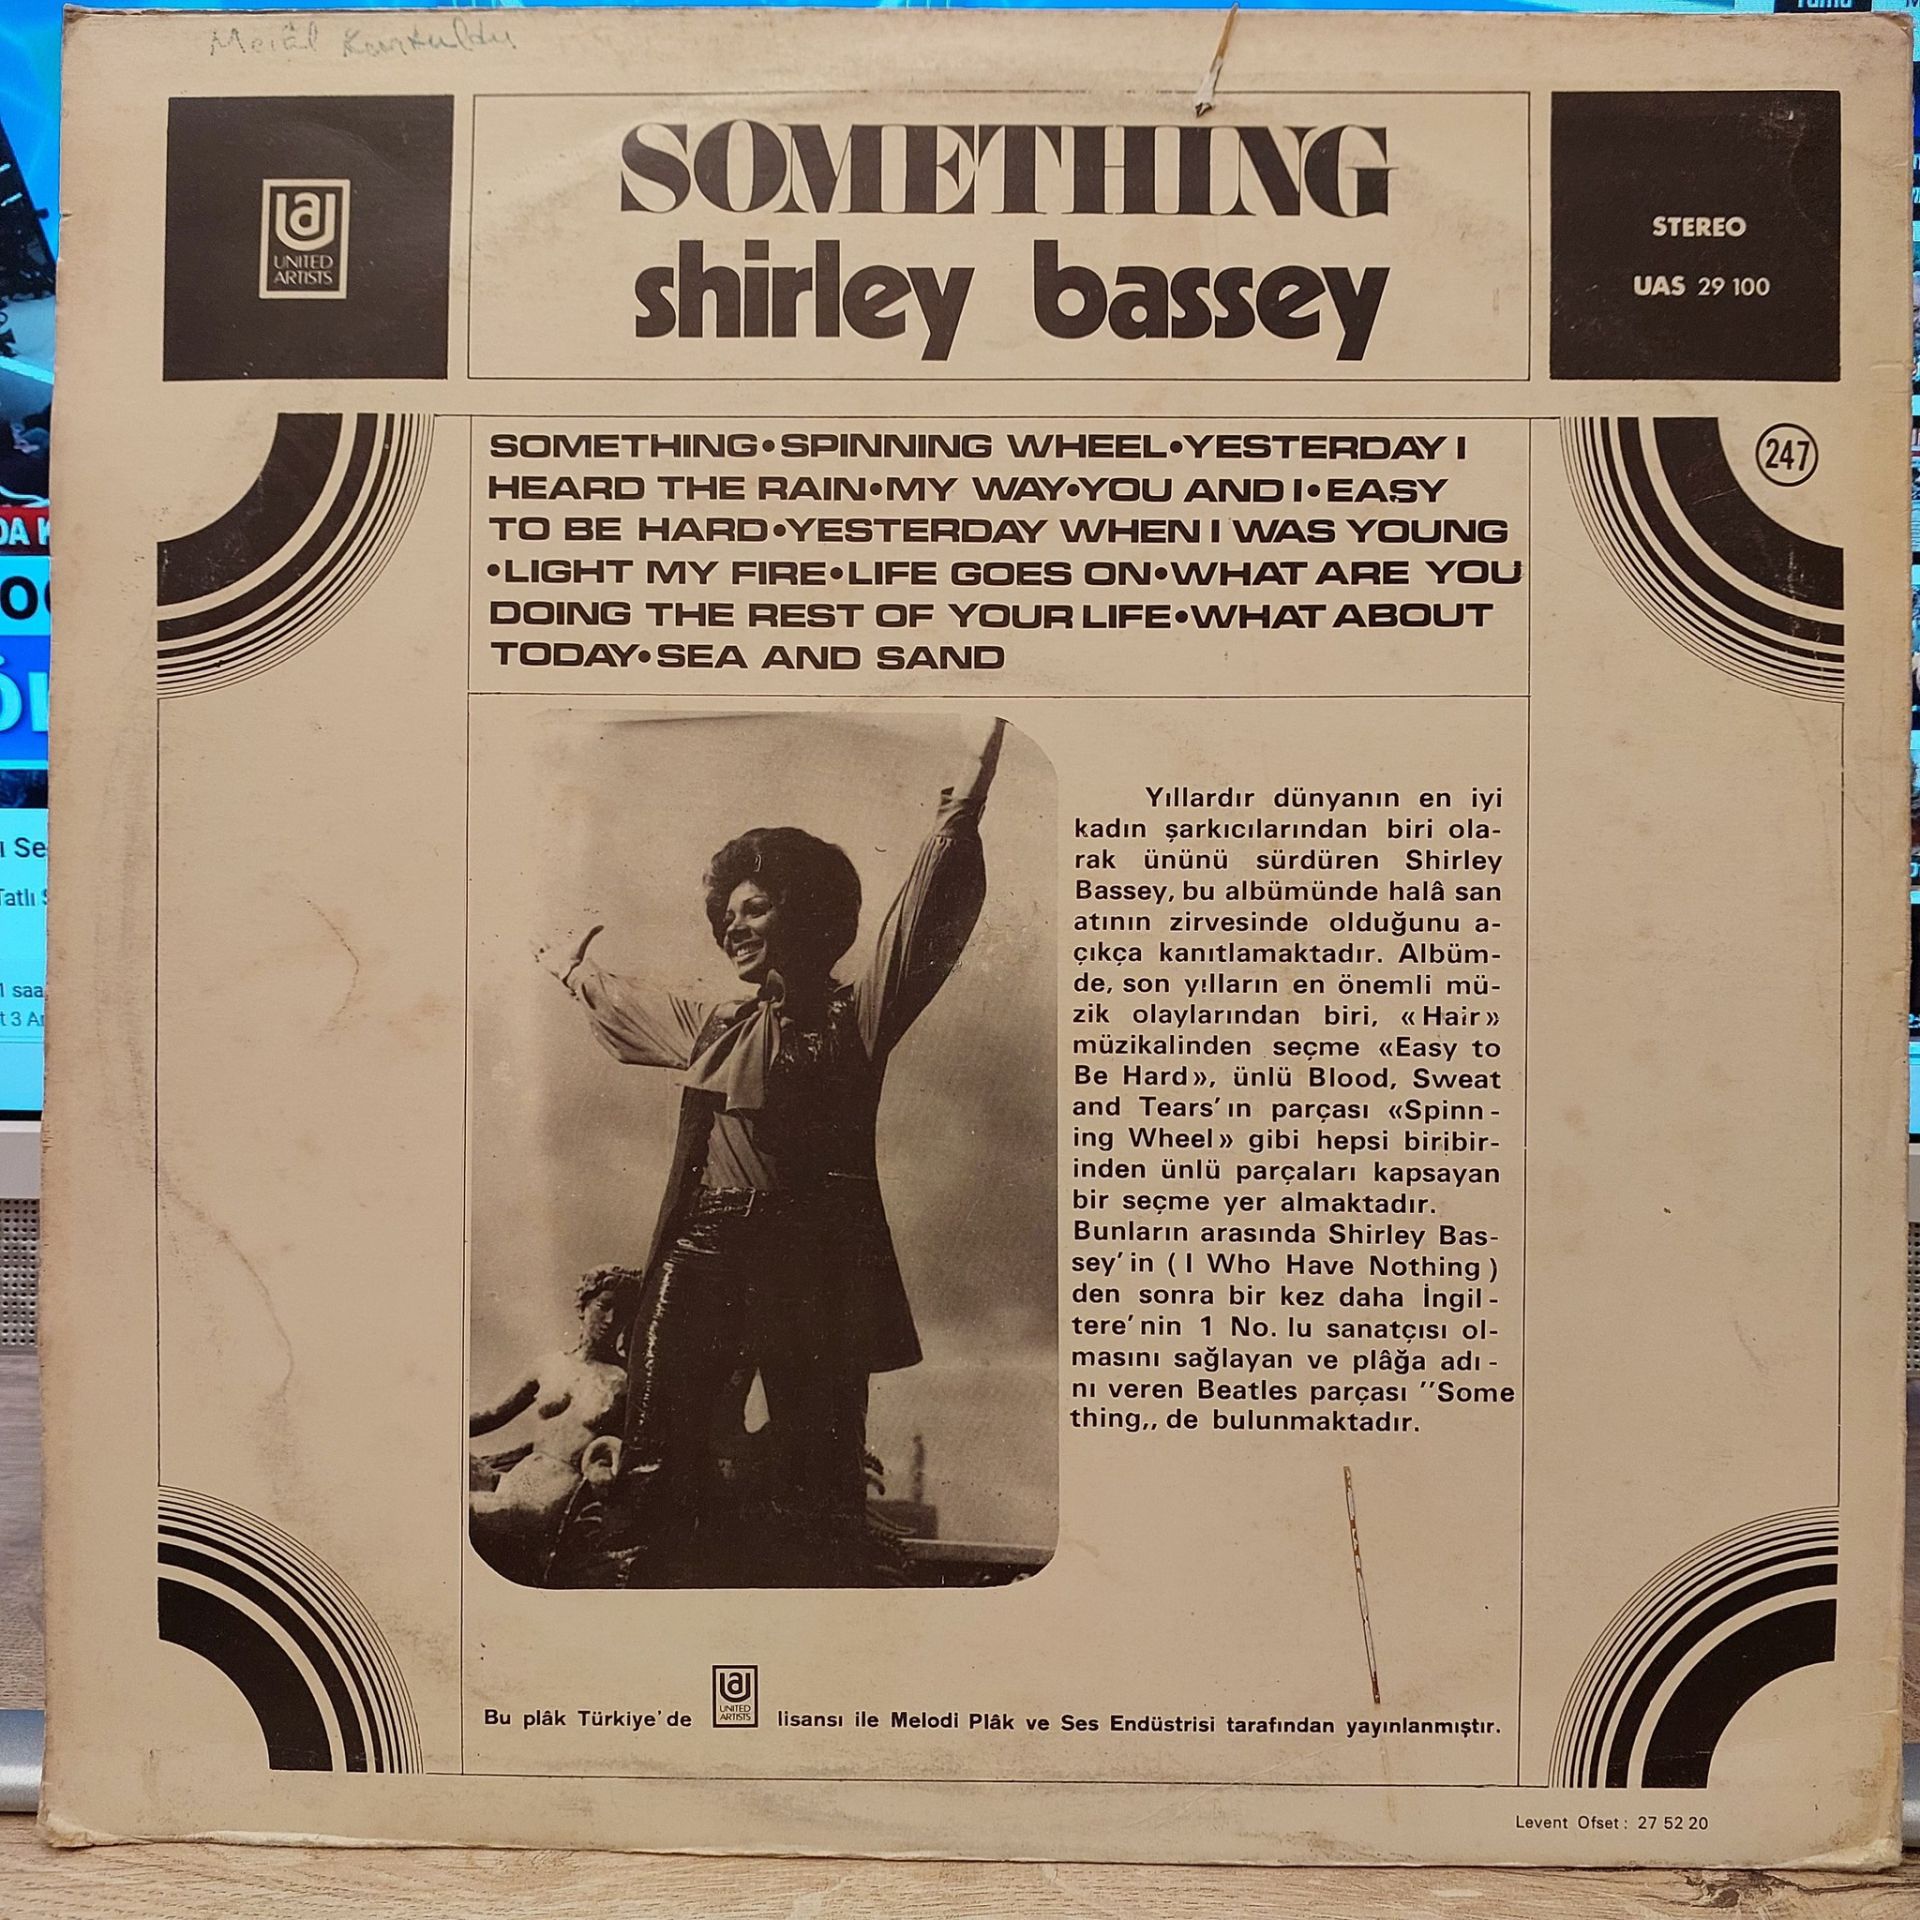 UA
UNITED
ARTISTS
SOMETHING
shirley bassey
STEREO
UAS 29 100
247
SOMETHING•SPINNING WHEEL•YESTERDAY I
HEARD THE RAIN•MY WAY•YOU AND I•EASY
TO BE HARD•YESTERDAY WHEN I WAS YOUNG
•LIGHT MY FIRE•LIFE GOES ON•WHAT ARE YOU
DOING THE REST OF YOUR LIFE•WHAT ABOUT
TODAY•SEA AND SAND
Yıllardır dünyanın en iyi
kadın şarkıcılarından biri ola-
rak ününü sürdüren Shirley
Bassey, bu albümünde halâ san
atının zirvesinde olduğunu a-
çıkça kanıtlamaktadır. Albüm-
de, son yılların en önemli mü-
zik olaylarından biri, «Hair»
müzikalinden seçme «Easy to
Be Hard», ünlü Blood, Sweat
and Tears'ın parçası «Spinn-
ing Wheel» gibi hepsi biribir-
inden ünlü parçaları kapsayan
bir seçme yer almaktadır.
Bunların arasında Shirley Bas-
sey'in (I Who Have Nothing)
den sonra bir kez daha İngil-
tere'nin 1 No. lu sanatçısı ol-
masını sağlayan ve plâğa adı-
nı veren Beatles parçası ''Some
thing,, de bulunmaktadır.
Bu plâk Türkiye'de UA UNITED ARTISTS lisansı ile Melodi Plâk ve Ses Endüstrisi tarafından yayınlanmıştır.
Levent Ofset: 27 52 20